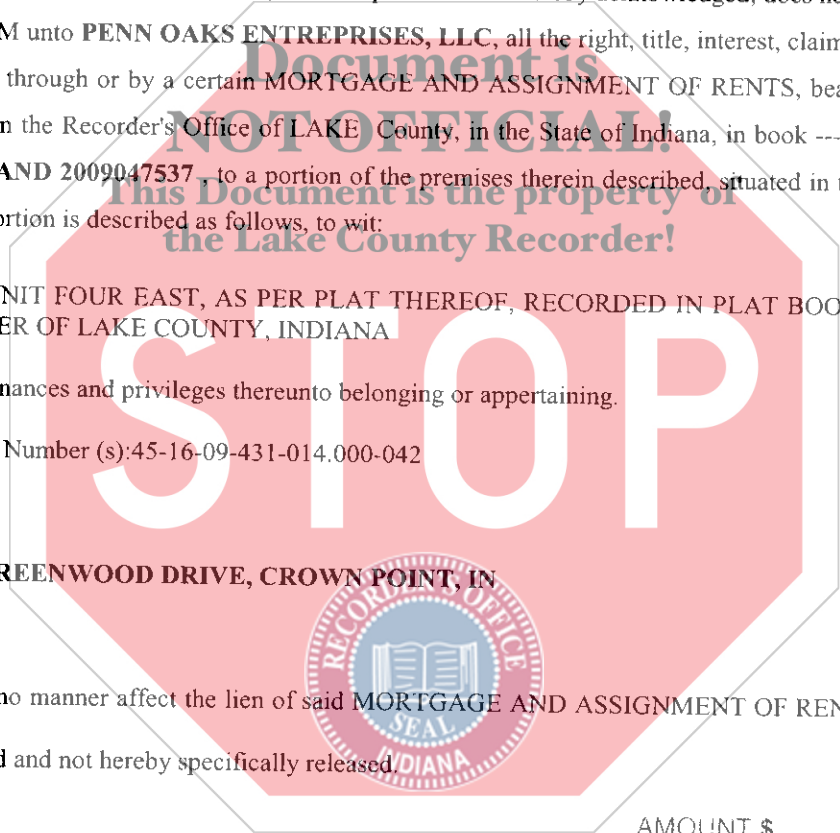 M unto PENN OAKS ENTREPRISES, LLC, all the right, title, interest, claim
Document is
through or by a certain MORTGAGE AND ASSIGNMENT OF RENTS, bea
NOT OFFICIAL!
n the Recorder's Office of LAKE County, in the State of Indiana, in book ---
AND 2009047537 , to a portion of the premises therein described, situated in
This Document is the property of
rtion is described as follows, to wit:
the Lake County Recorder!
NIT FOUR EAST, AS PER PLAT THEREOF, RECORDED IN PLAT BOO
ER OF LAKE COUNTY, INDIANA
nances and privileges thereunto belonging or appertaining.
STOP
Number (s):45-16-09-431-014.000-042
REENWOOD DRIVE, CROWN POINT, IN
RECORDER'S OFFICE
no manner affect the lien of said MORTGAGE AND ASSIGNMENT OF REN
SEAL
INDIANA
d and not hereby specifically released.
AMOUNT $